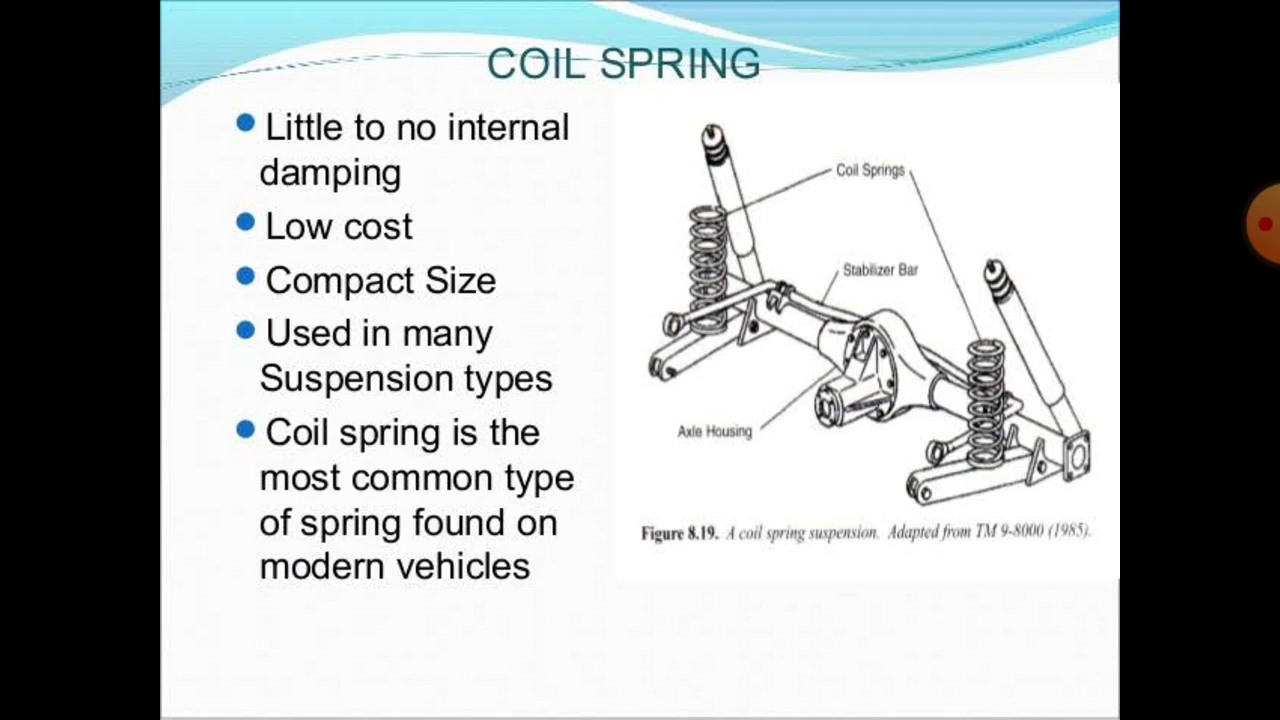 COIL SPRING
Little to no internal
damping
Low cost
Compact Size
Used in many
Suspension types
Coil spring is the
most common type
of spring found on
modern vehicles
Coil Springs
Stabilizer Bar
Axle Housing
Figure 8.19. A coil spring suspension. Adapted from TM 9-8000 (1985).